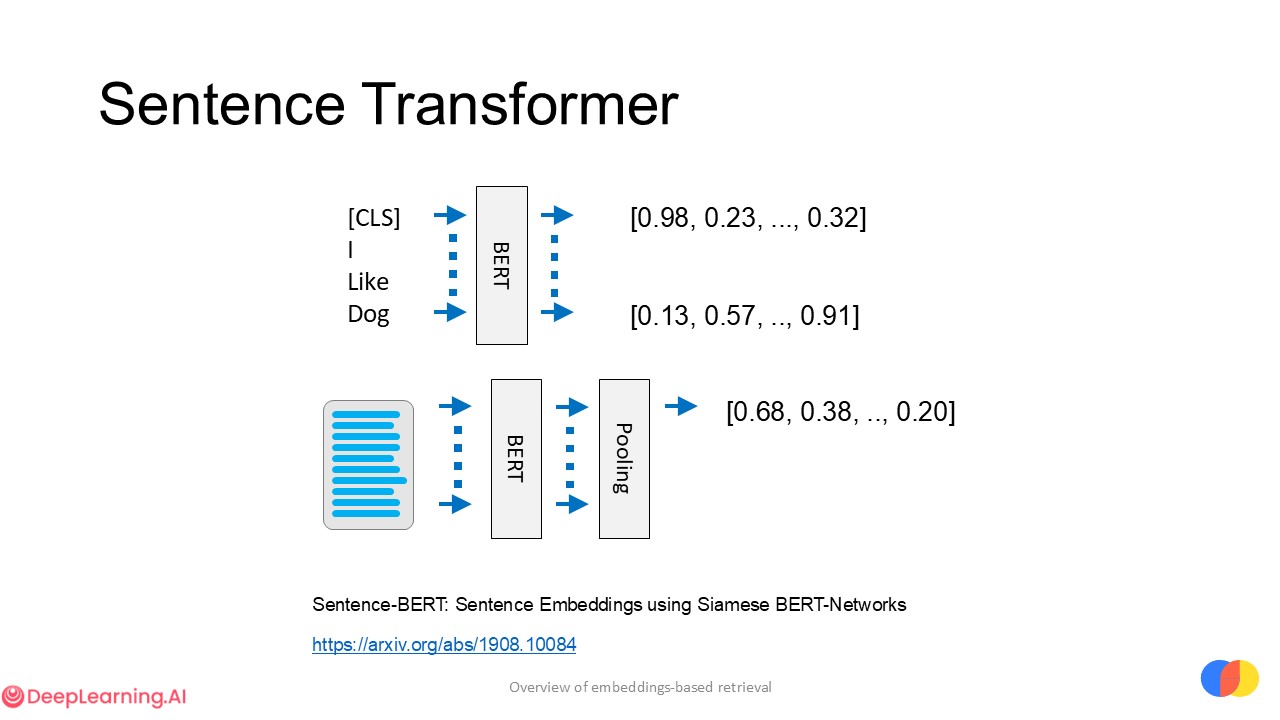 Sentence Transformer
[CLS]
I
Like
Dog
BERT
[0.98, 0.23, ..., 0.32]
[0.13, 0.57, .., 0.91]
BERT
Pooling
[0.68, 0.38, .., 0.20]
Sentence-BERT: Sentence Embeddings using Siamese BERT-Networks
https://arxiv.org/abs/1908.10084
DeepLearning.AI
Overview of embeddings-based retrieval